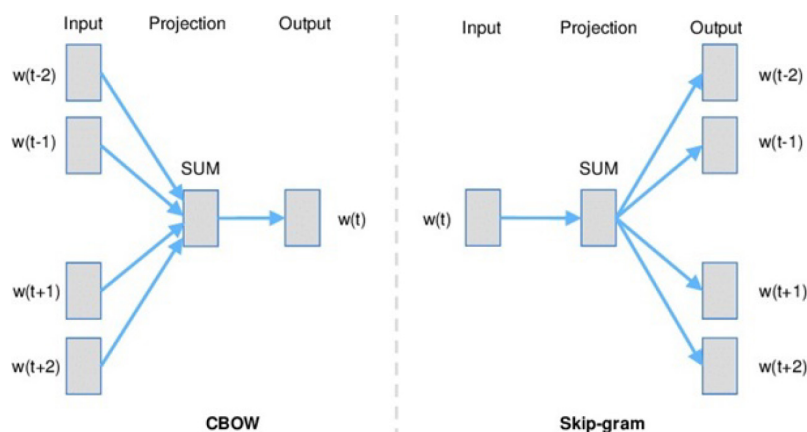 Input Projection Output
w(t-2)
w(t-1)
SUM
w(t)
w(t+1)
w(t+2)
CBOW
Input Projection Output
w(t-2)
w(t-1)
SUM
w(t)
w(t+1)
w(t+2)
Skip-gram